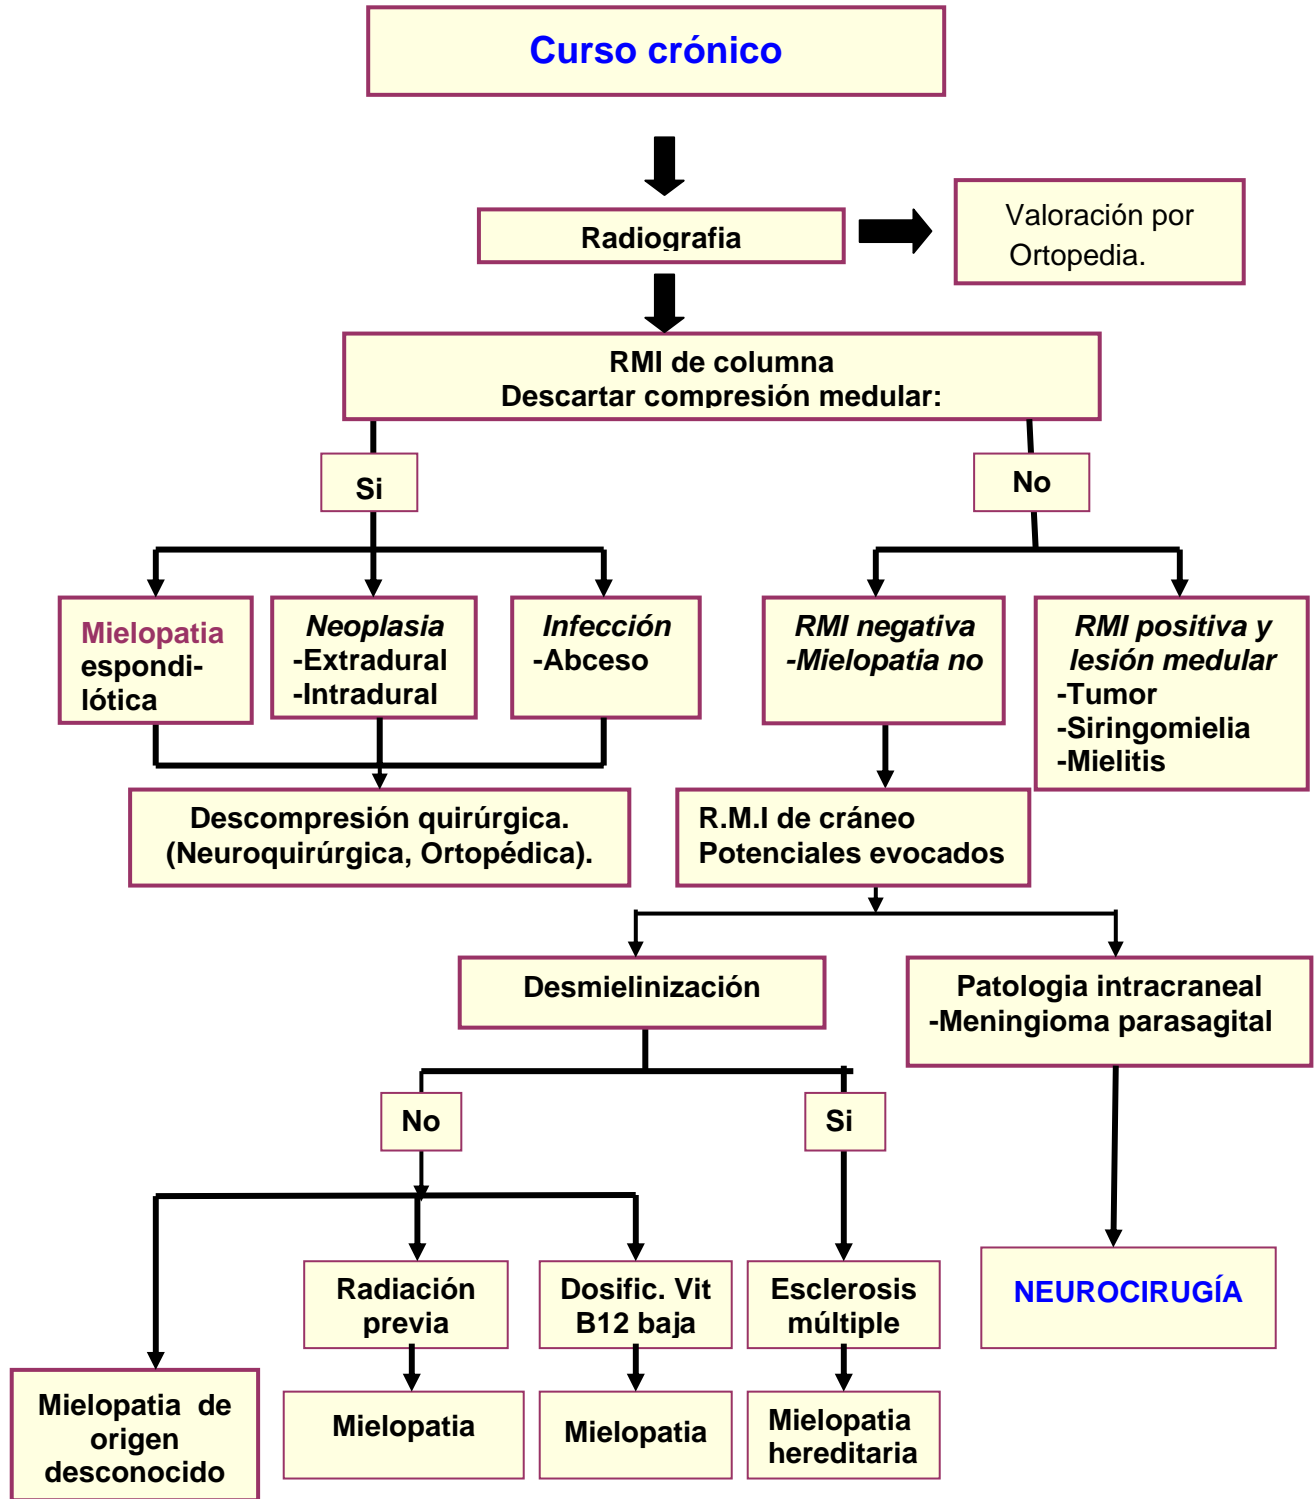 Curso crónico
Radiografia
Valoración por
Ortopedia.
RMI de columna
Descartar compresión medular:
Si
No
Mielopatia
espondi-
lótica
Neoplasia
-Extradural
-Intradural
Infección
-Abceso
RMI negativa
-Mielopatia no
RMI positiva y
lesión medular
-Tumor
-Siringomielia
-Mielitis
Descompresión quirúrgica.
(Neuroquirúrgica, Ortopédica).
R.M.I de cráneo
Potenciales evocados
Desmielinización
Patologia intracraneal
-Meningioma parasagital
No
Si
Radiación
previa
Dosific. Vit
B12 baja
Esclerosis
múltiple
NEUROCIRUGÍA
Mielopatia de
origen
desconocido
Mielopatia
Mielopatia
Mielopatia
hereditaria